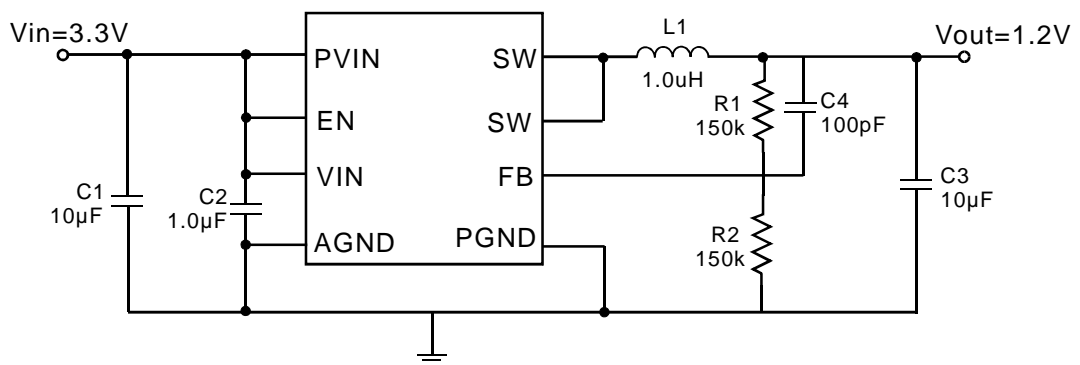 Vin=3.3V
PVIN
EN
VIN
AGND
SW
SW
FB
PGND
L1
1.0uH
Vout=1.2V
R1
150k
C4
100pF
C1
10µF
C2
1.0µF
R2
150k
C3
10µF